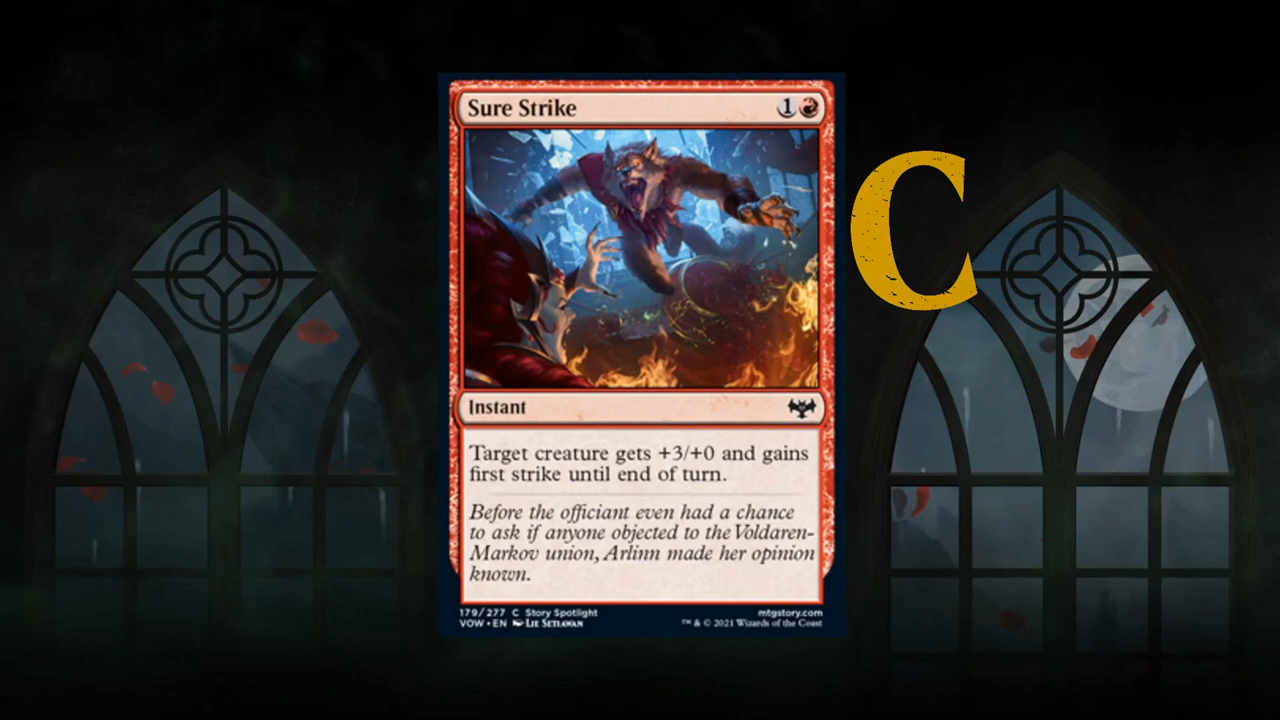 Sure Strike 1
C
Instant
Target creature gets +3/+0 and gains
first strike until end of turn.
Before the officiant even had a chance
to ask if anyone objected to the Voldaren-
Markov union, Arlinn made her opinion
known.
179/277 C Story Spotlight mtgstory.com
VOW • EN Lie Setiawan ™ & © 2021 Wizards of the Coast